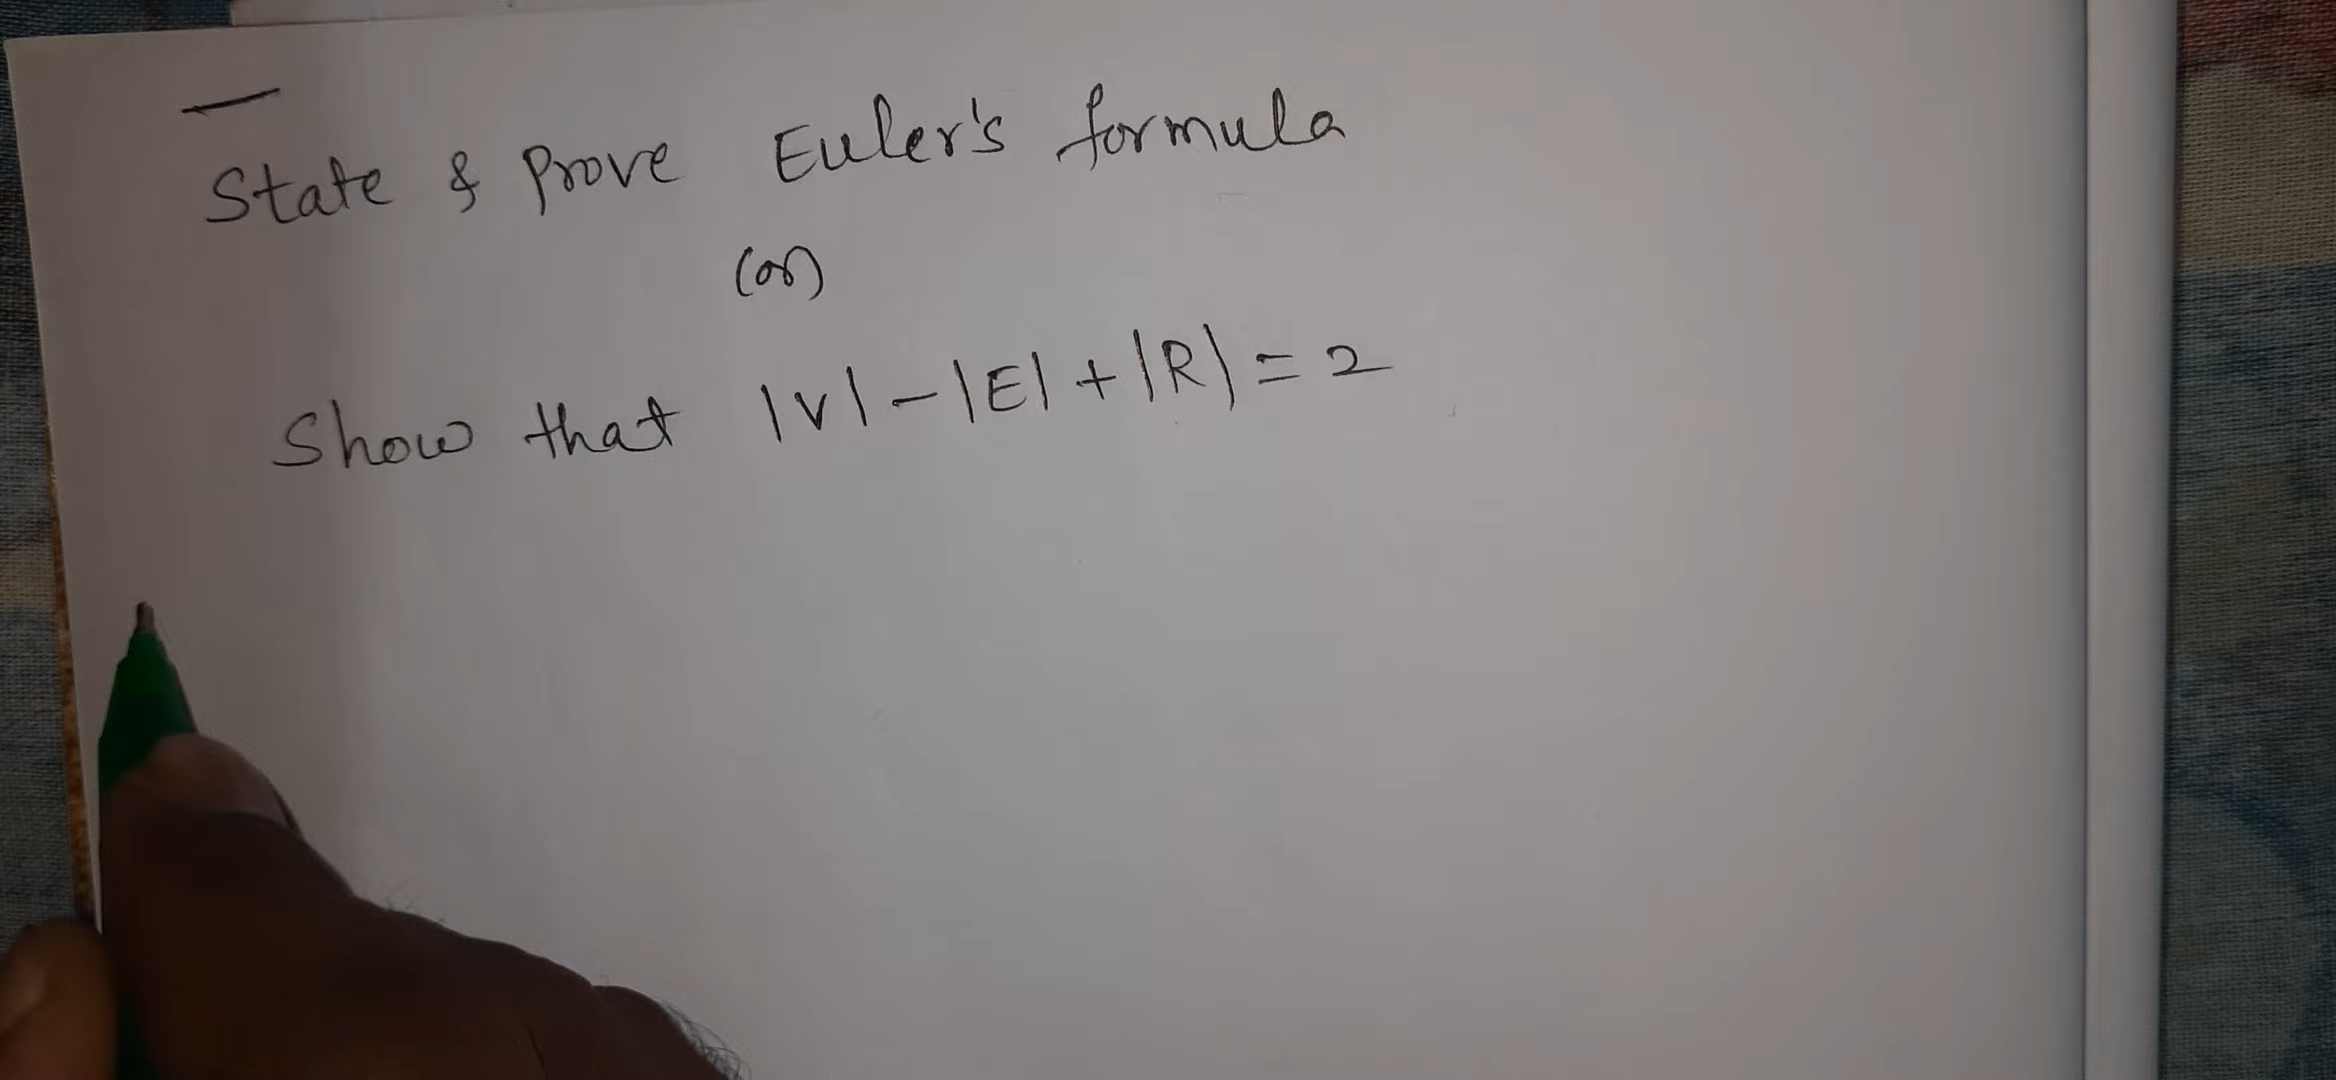 State & Prove Euler's formula
(or)
Show that |V| - |E| + |R| = 2